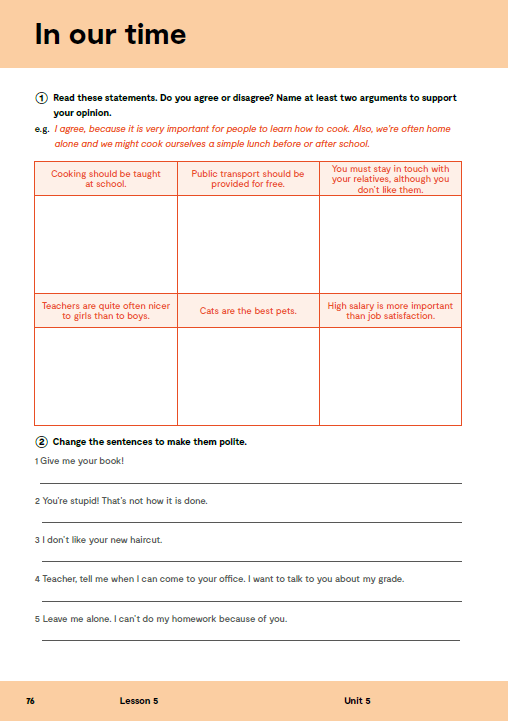 In our time
1 Read these statements. Do you agree or disagree? Name at least two arguments to support
your opinion.
e.g. I agree, because it is very important for people to learn how to cook. Also, we're often home
alone and we might cook ourselves a simple lunch before or after school.
Cooking should be taught
at school.
Public transport should be
provided for free.
You must stay in touch with
your relatives, although you
don't like them.
Teachers are quite often nicer
to girls than to boys.
Cats are the best pets.
High salary is more important
than job satisfaction.
2 Change the sentences to make them polite.
1 Give me your book!
2 You're stupid! That's not how it is done.
3 I don't like your new haircut.
4 Teacher, tell me when I can come to your office. I want to talk to you about my grade.
5 Leave me alone. I can't do my homework because of you.
76 Lesson 5 Unit 5